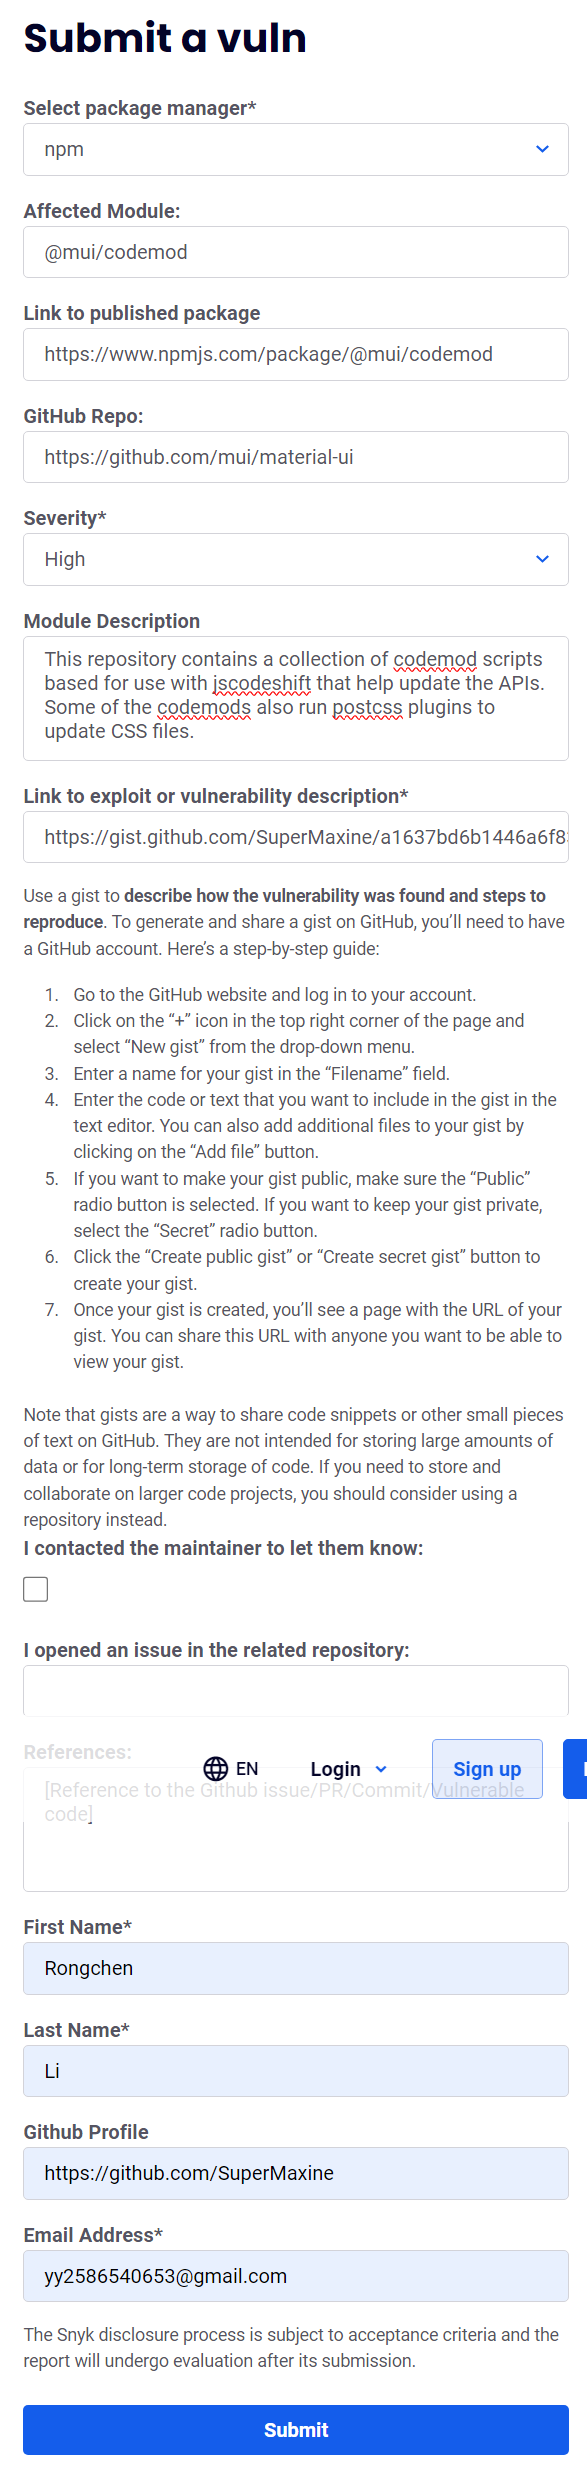 Submit a vuln
Select package manager*
npm
Affected Module:
@mui/codemod
Link to published package
https://www.npmjs.com/package/@mui/codemod
GitHub Repo:
https://github.com/mui/material-ui
Severity*
High
Module Description
This repository contains a collection of codemod scripts
based for use with jscodeshift that help update the APIs.
Some of the codemods also run postcss plugins to
update CSS files.
Link to exploit or vulnerability description*
https://gist.github.com/SuperMaxine/a1637bd6b1446a6f8
Use a gist to describe how the vulnerability was found and steps to
reproduce. To generate and share a gist on GitHub, you’ll need to have
a GitHub account. Here’s a step-by-step guide:
1. Go to the GitHub website and log in to your account.
2. Click on the “+” icon in the top right corner of the page and
select “New gist” from the drop-down menu.
3. Enter a name for your gist in the “Filename” field.
4. Enter the code or text that you want to include in the gist in the
text editor. You can also add additional files to your gist by
clicking on the “Add file” button.
5. If you want to make your gist public, make sure the “Public”
radio button is selected. If you want to keep your gist private,
select the “Secret” radio button.
6. Click the “Create public gist” or “Create secret gist” button to
create your gist.
7. Once your gist is created, you’ll see a page with the URL of your
gist. You can share this URL with anyone you want to be able to
view your gist.
Note that gists are a way to share code snippets or other small pieces
of text on GitHub. They are not intended for storing large amounts of
data or for long-term storage of code. If you need to store and
collaborate on larger code projects, you should consider using a
repository instead.
I contacted the maintainer to let them know:
I opened an issue in the related repository:
References:
EN Login Sign up
[Reference to the Github issue/PR/Commit/Vulnerable
code]
First Name*
Rongchen
Last Name*
Li
Github Profile
https://github.com/SuperMaxine
Email Address*
yy2586540653@gmail.com
The Snyk disclosure process is subject to acceptance criteria and the
report will undergo evaluation after its submission.
Submit